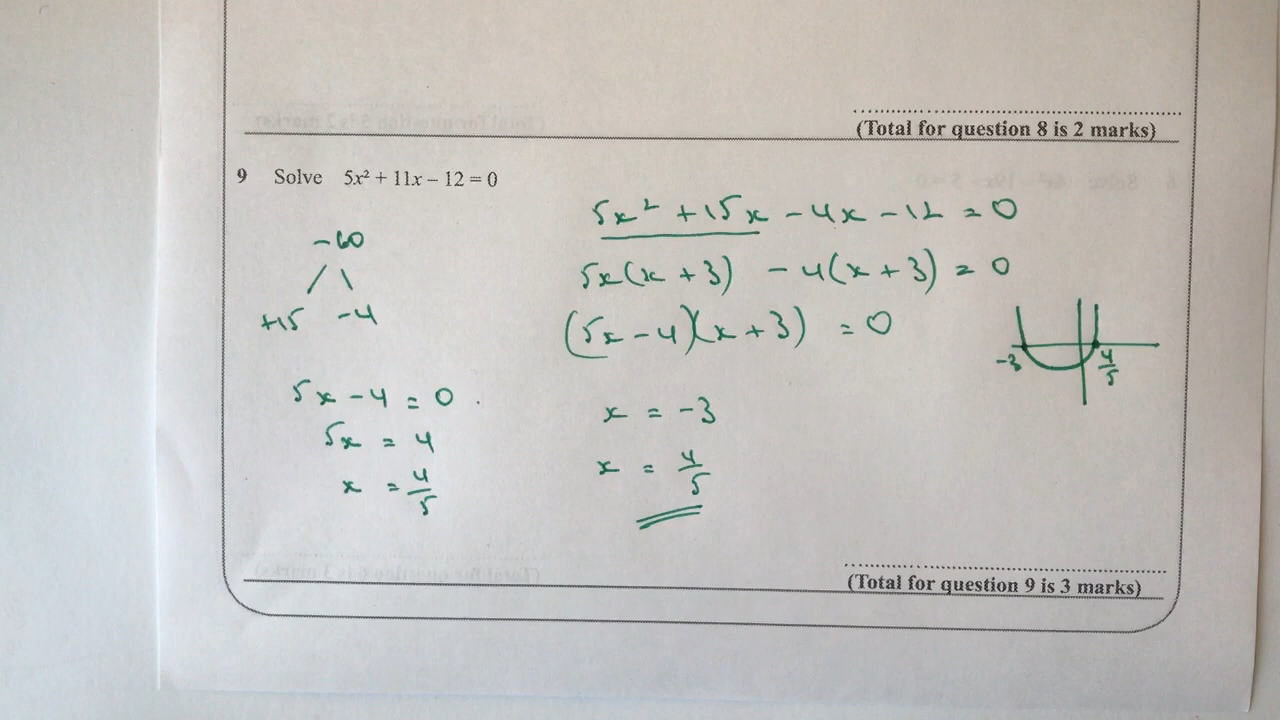 (Total for question 8 is 2 marks)
9 Solve 5x² + 11x – 12 = 0
-60
+15 -4
5x² + 15x - 4x - 12 = 0
5x(x + 3) - 4(x + 3) = 0
(5x - 4)(x + 3) = 0
-3 4/5
5x - 4 = 0
5x = 4
x = 4/5
x = -3
x = 4/5
(Total for question 9 is 3 marks)